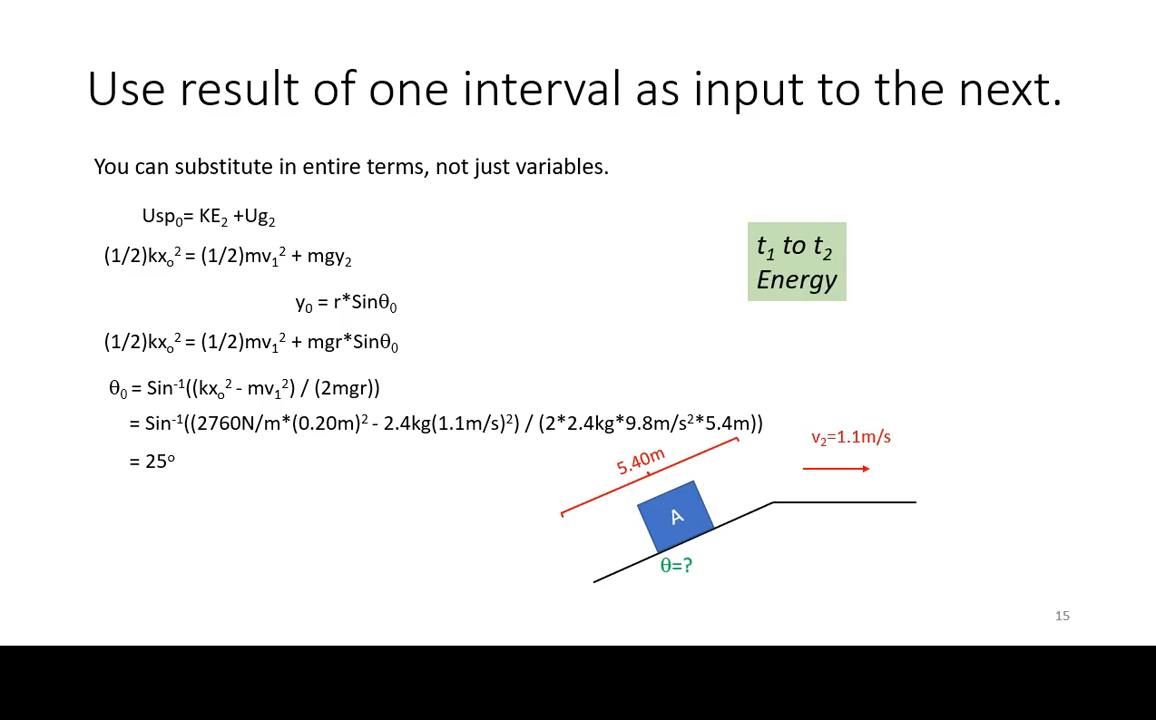 Use result of one interval as input to the next.
You can substitute in entire terms, not just variables.
Usp₀= KE₂ +Ug₂
(1/2)kxₒ² = (1/2)mv₁² + mgy₂
t₁ to t₂
Energy
y₀ = r*Sinθ₀
(1/2)kxₒ² = (1/2)mv₁² + mgr*Sinθ₀
θ₀ = Sin⁻¹((kxₒ² - mv₁²) / (2mgr))
= Sin⁻¹((2760N/m*(0.20m)² - 2.4kg(1.1m/s)²) / (2*2.4kg*9.8m/s²*5.4m))
= 25º
5.40m
v₂=1.1m/s
A
θ=?
15